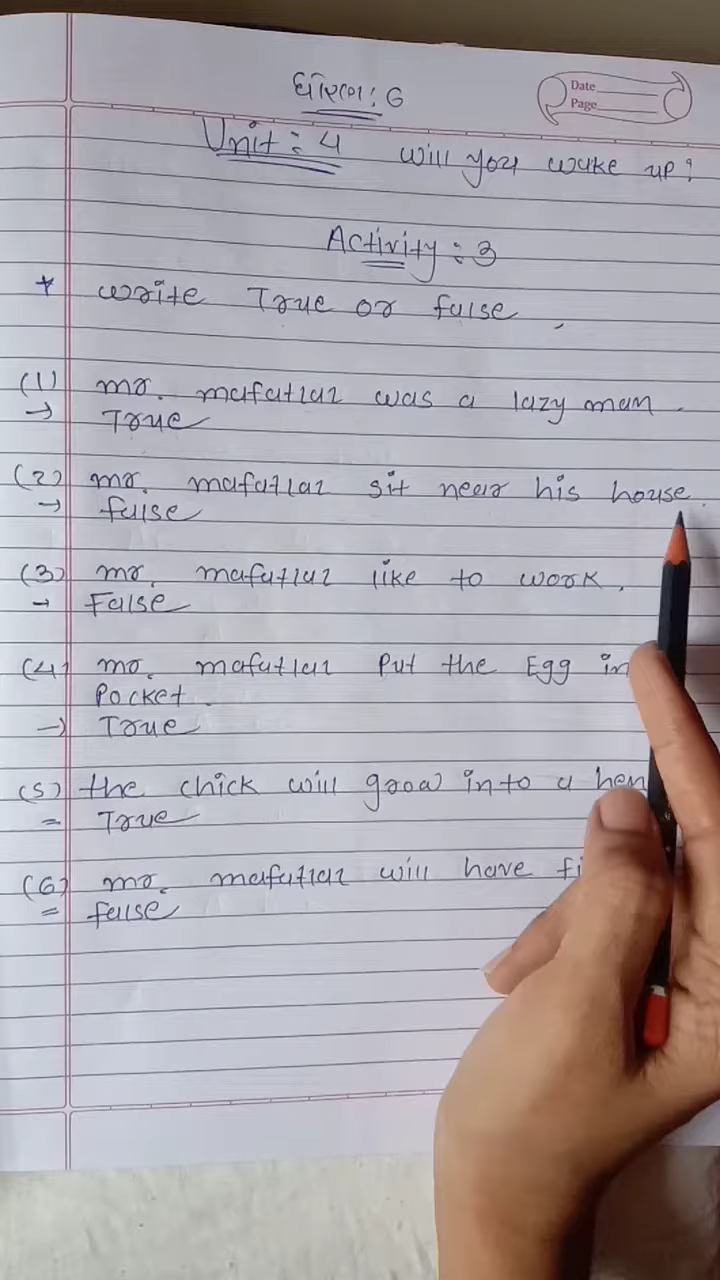 ધોરણ : 6
Date
Page
Unit : 4 will you wake up?
Activity : 3
* write True or false,
(1) mr. mafatlal was a lazy man.
→ True
(2) mr. mafatlal sit near his house.
→ false
(3) mr. mafatlal like to work.
→ False
(4) mr. mafatlal Put the Egg in
Pocket.
→ True
(5) the chick will grow into a hen
= True
(6) mr. mafatlal will have
= false